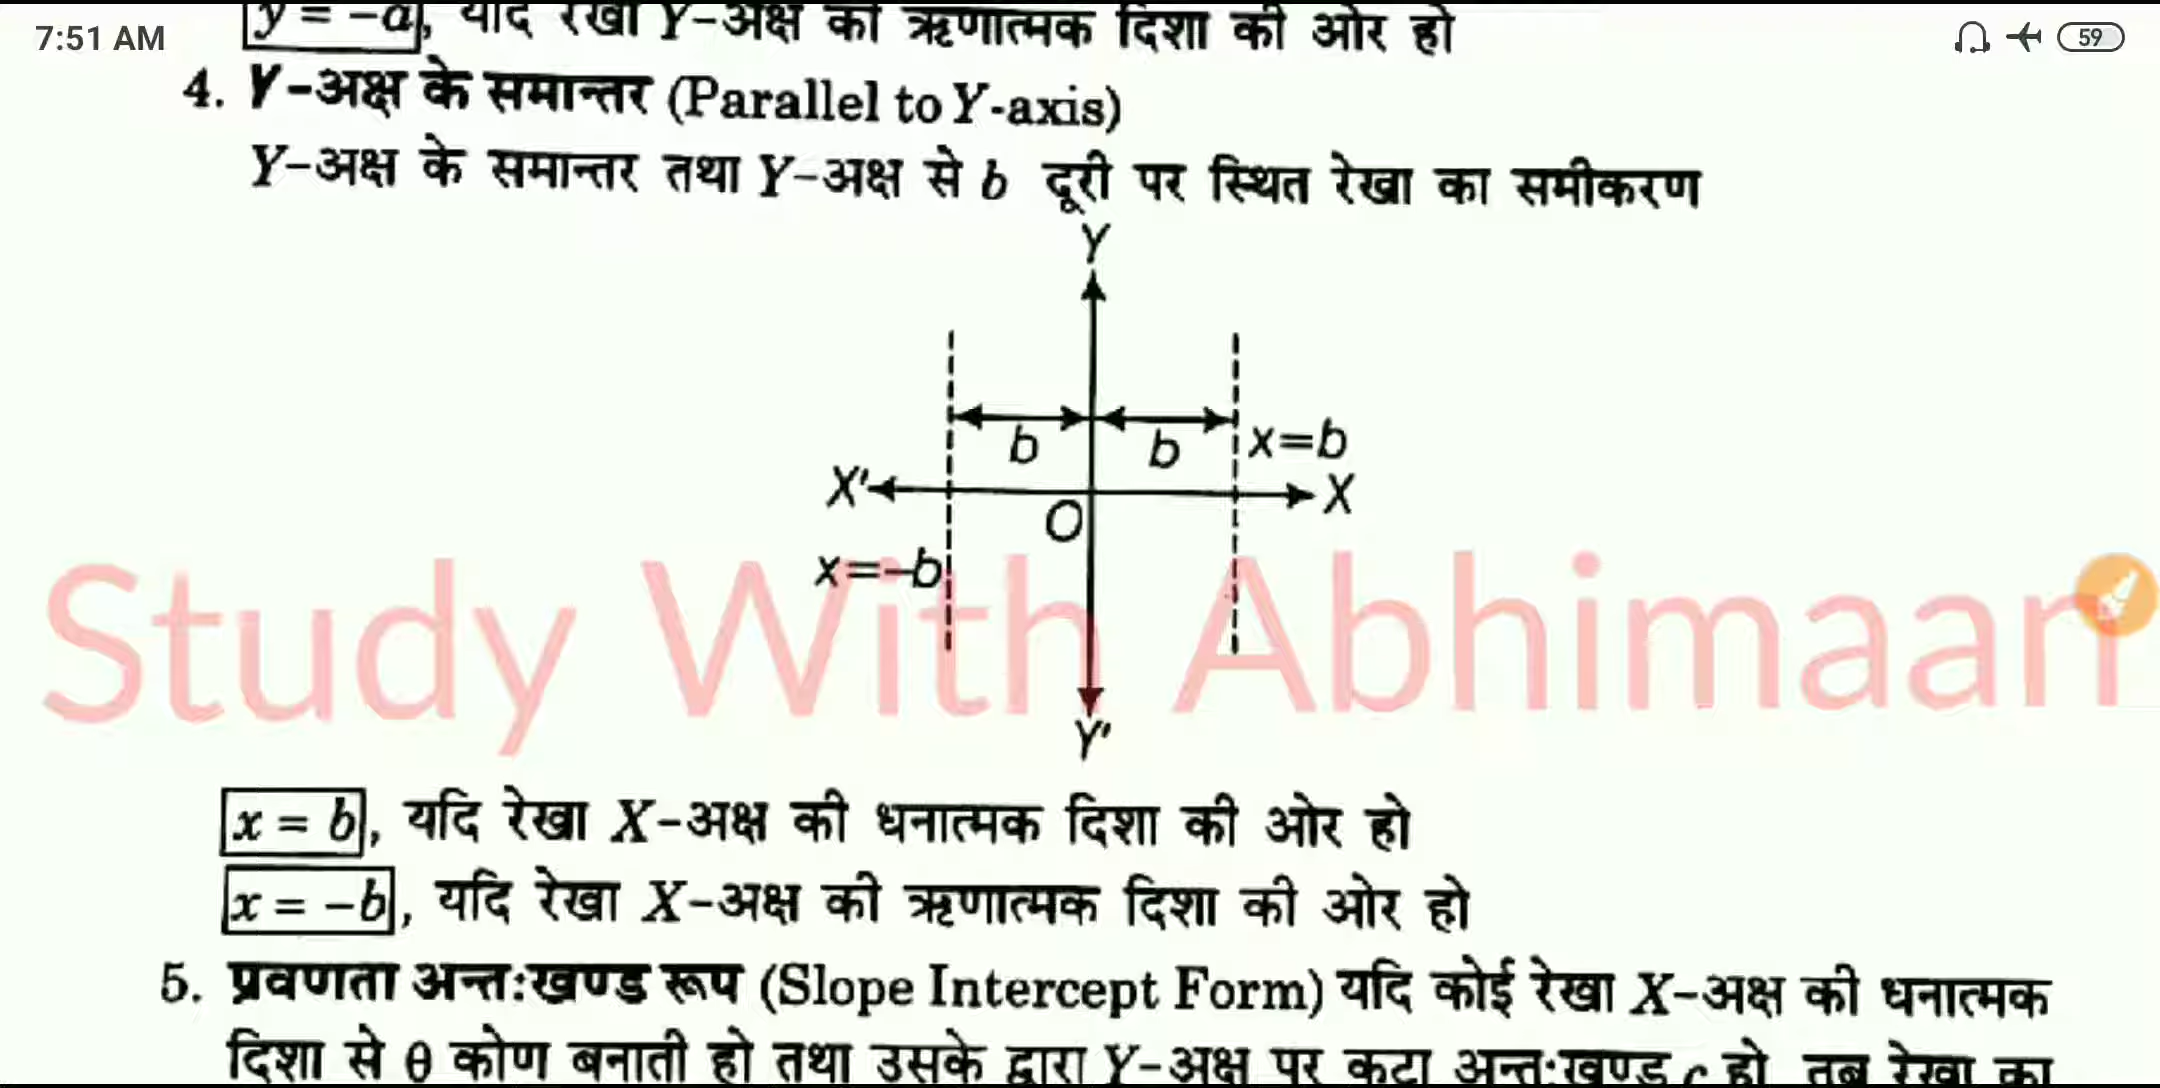 y = -a, यदि रेखा Y-अक्ष की ऋणात्मक दिशा की ओर हो
7:51 AM
59
4. Y-अक्ष के समान्तर (Parallel to Y-axis)
Y-अक्ष के समान्तर तथा Y-अक्ष से b दूरी पर स्थित रेखा का समीकरण
Y
b b x=b
X' X
O
x=-b
Study With Abhimaan
Y'
x = b, यदि रेखा X-अक्ष की धनात्मक दिशा की ओर हो
x = -b, यदि रेखा X-अक्ष की ऋणात्मक दिशा की ओर हो
5. प्रवणता अन्त:खण्ड रूप (Slope Intercept Form) यदि कोई रेखा X-अक्ष की धनात्मक
दिशा से θ कोण बनाती हो तथा उसके द्वारा Y-अक्ष पर कटा अन्त:खण्ड c हो तब रेखा का